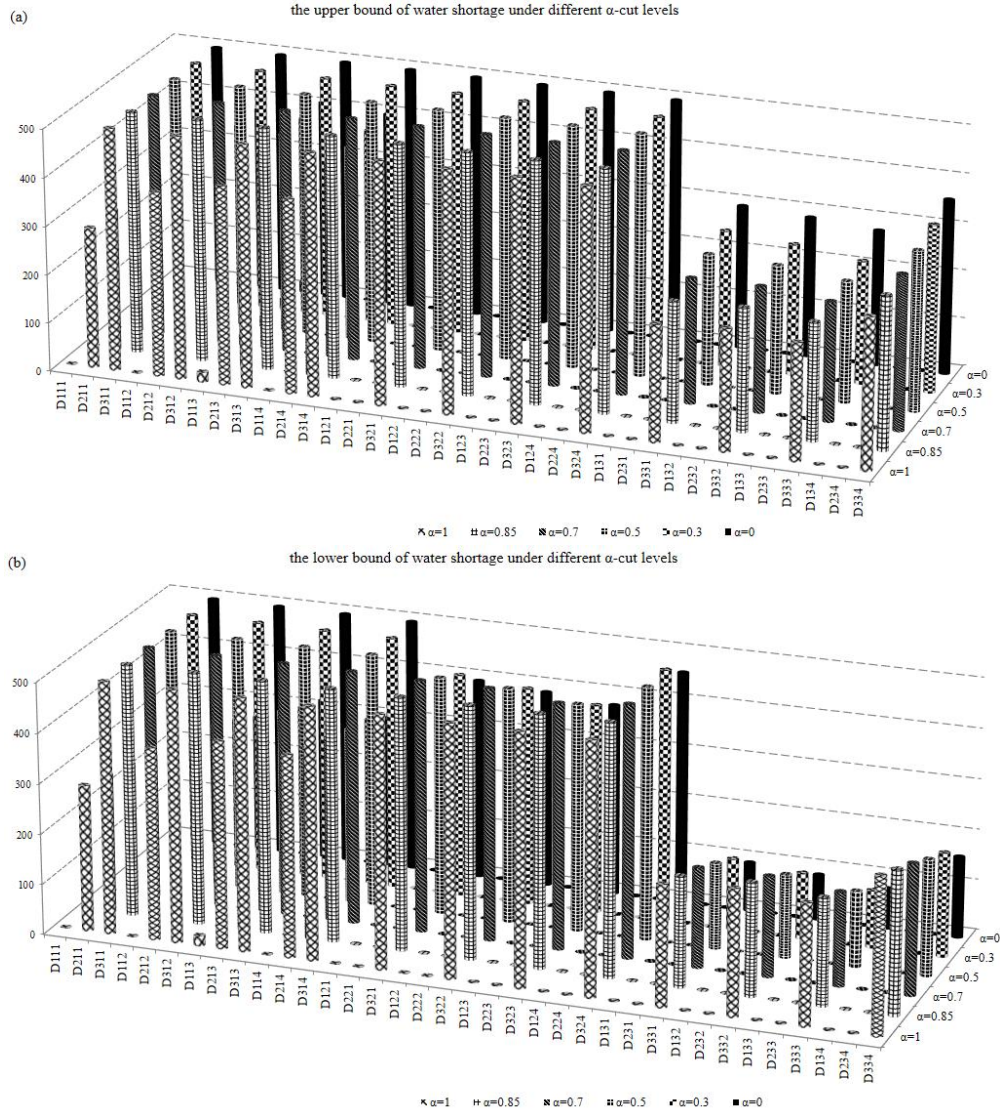 (a)
the upper bound of water shortage under different α-cut levels
500
400
300
200
100
0
D111
D211
D311
D112
D212
D312
D113
D213
D313
D114
D214
D314
D121
D221
D321
D122
D222
D322
D123
D223
D323
D124
D224
D324
D131
D231
D331
D132
D232
D332
D133
D233
D333
D134
D234
D334
α=0
α=0.3
α=0.5
α=0.7
α=0.85
α=1
α=1 α=0.85 α=0.7 α=0.5 α=0.3 α=0
(b)
the lower bound of water shortage under different α-cut levels
500
400
300
200
100
0
D111
D211
D311
D112
D212
D312
D113
D213
D313
D114
D214
D314
D121
D221
D321
D122
D222
D322
D123
D223
D323
D124
D224
D324
D131
D231
D331
D132
D232
D332
D133
D233
D333
D134
D234
D334
α=0
α=0.3
α=0.5
α=0.7
α=0.85
α=1
α=1 α=0.85 α=0.7 α=0.5 α=0.3 α=0